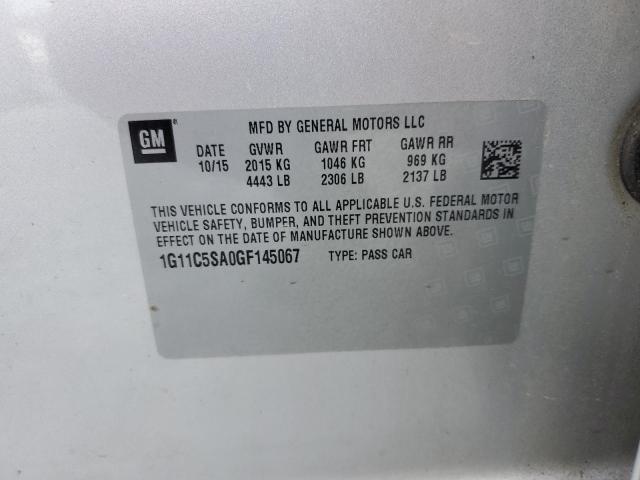 GM ®
MFD BY GENERAL MOTORS LLC
DATE GVWR GAWR FRT GAWR RR
10/15 2015 KG 1046 KG 969 KG
4443 LB 2306 LB 2137 LB
THIS VEHICLE CONFORMS TO ALL APPLICABLE U.S. FEDERAL MOTOR
VEHICLE SAFETY, BUMPER, AND THEFT PREVENTION STANDARDS IN
EFFECT ON THE DATE OF MANUFACTURE SHOWN ABOVE.
1G11C5SA0GF145067 TYPE: PASS CAR